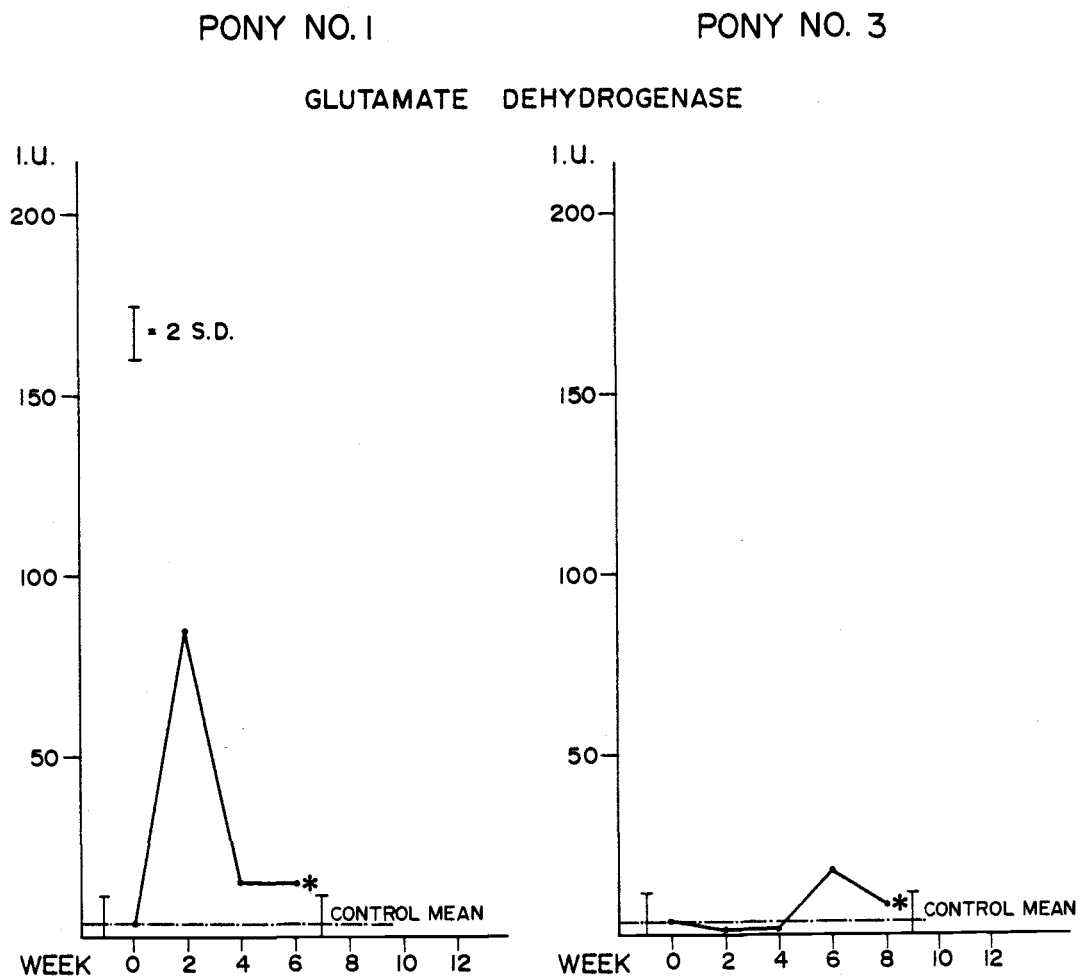 PONY NO. 1
PONY NO. 3
GLUTAMATE DEHYDROGENASE
I.U.
200
= 2 S.D.
150
100
50
*
CONTROL MEAN
WEEK 0 2 4 6 8 10 12
I.U.
200
150
100
50
*
CONTROL MEAN
WEEK 0 2 4 6 8 10 12